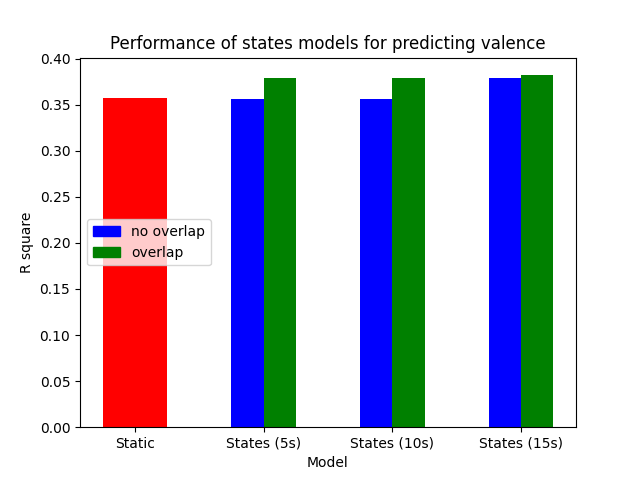 Performance of states models for predicting valence
0.40
0.35
0.30
0.25
0.20
0.15
0.10
0.05
0.00
R square
no overlap
overlap
Static
States (5s)
States (10s)
States (15s)
Model